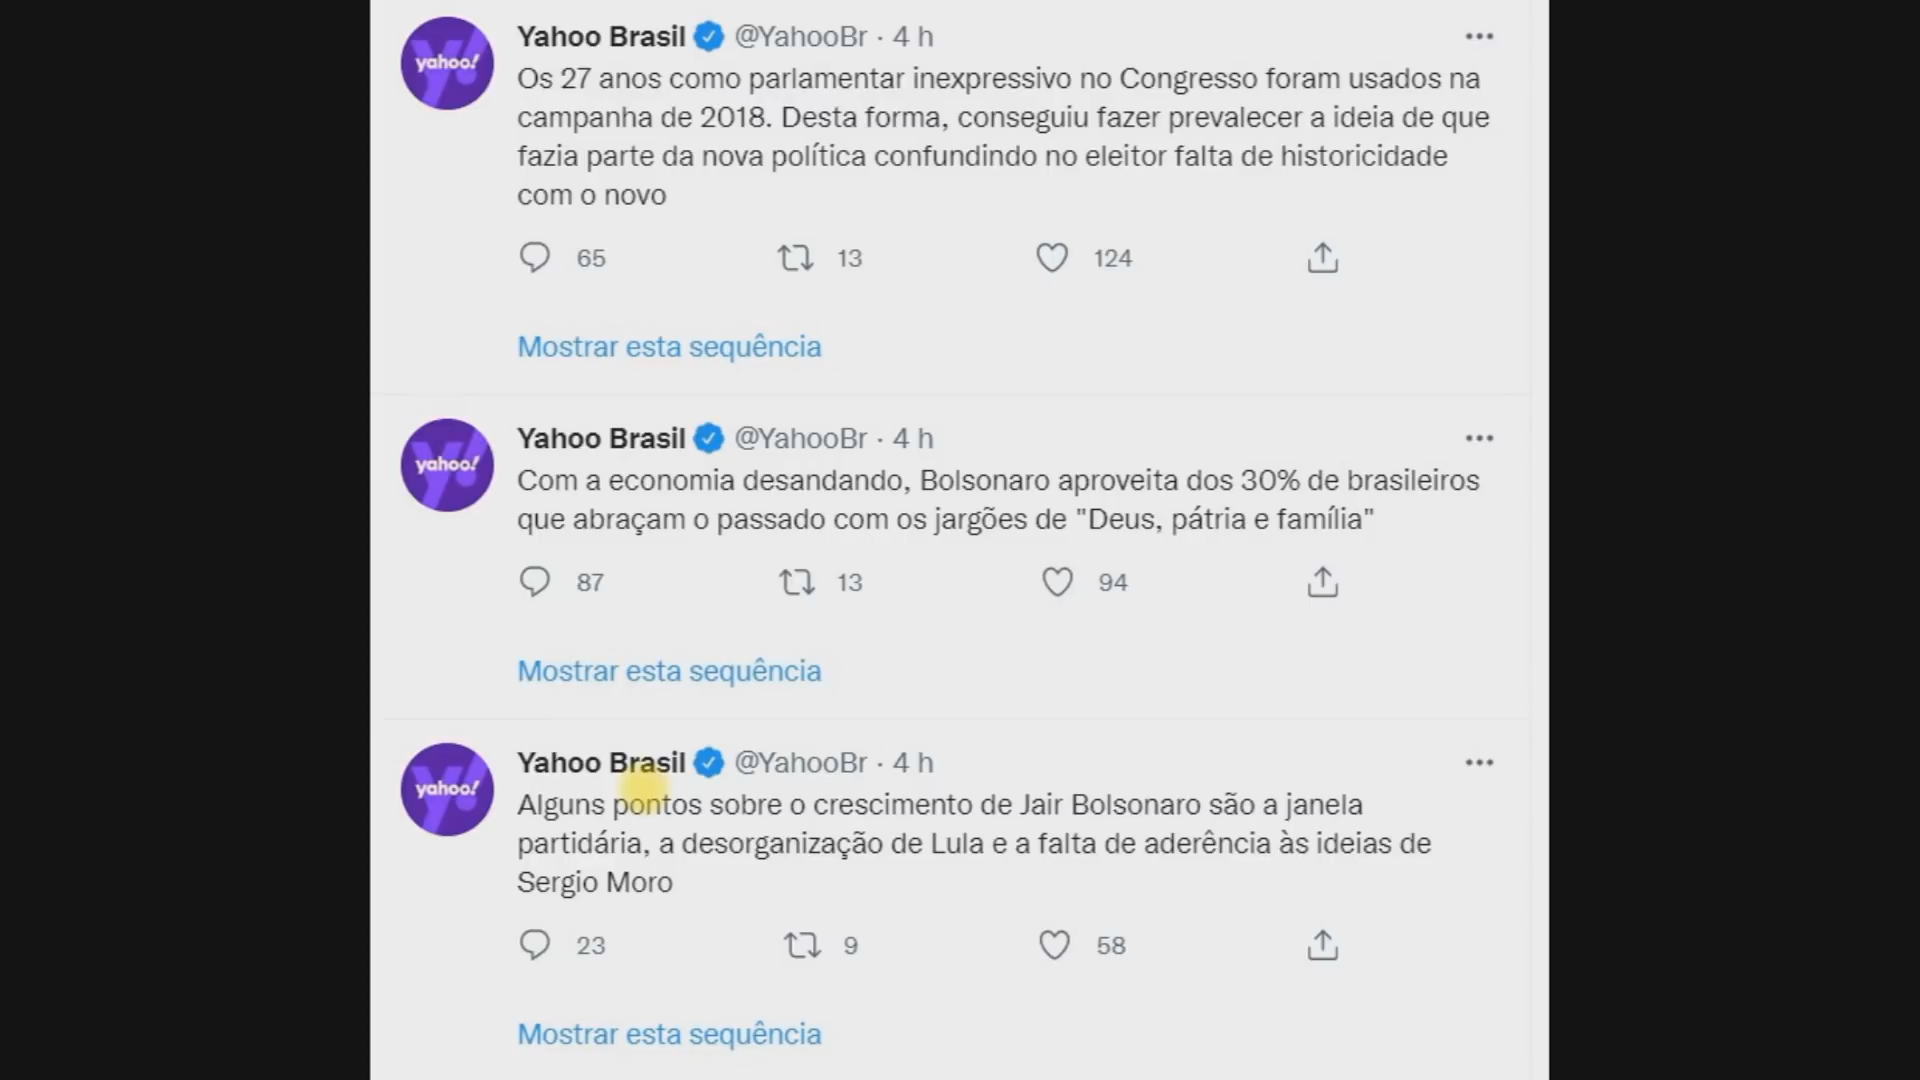 yahoo!
Yahoo Brasil @YahooBr · 4 h
Os 27 anos como parlamentar inexpressivo no Congresso foram usados na
campanha de 2018. Desta forma, conseguiu fazer prevalecer a ideia de que
fazia parte da nova política confundindo no eleitor falta de historicidade
com o novo
65 13 124
Mostrar esta sequência
yahoo!
Yahoo Brasil @YahooBr · 4 h
Com a economia desandando, Bolsonaro aproveita dos 30% de brasileiros
que abraçam o passado com os jargões de "Deus, pátria e família"
87 13 94
Mostrar esta sequência
yahoo!
Yahoo Brasil @YahooBr · 4 h
Alguns pontos sobre o crescimento de Jair Bolsonaro são a janela
partidária, a desorganização de Lula e a falta de aderência às ideias de
Sergio Moro
23 9 58
Mostrar esta sequência